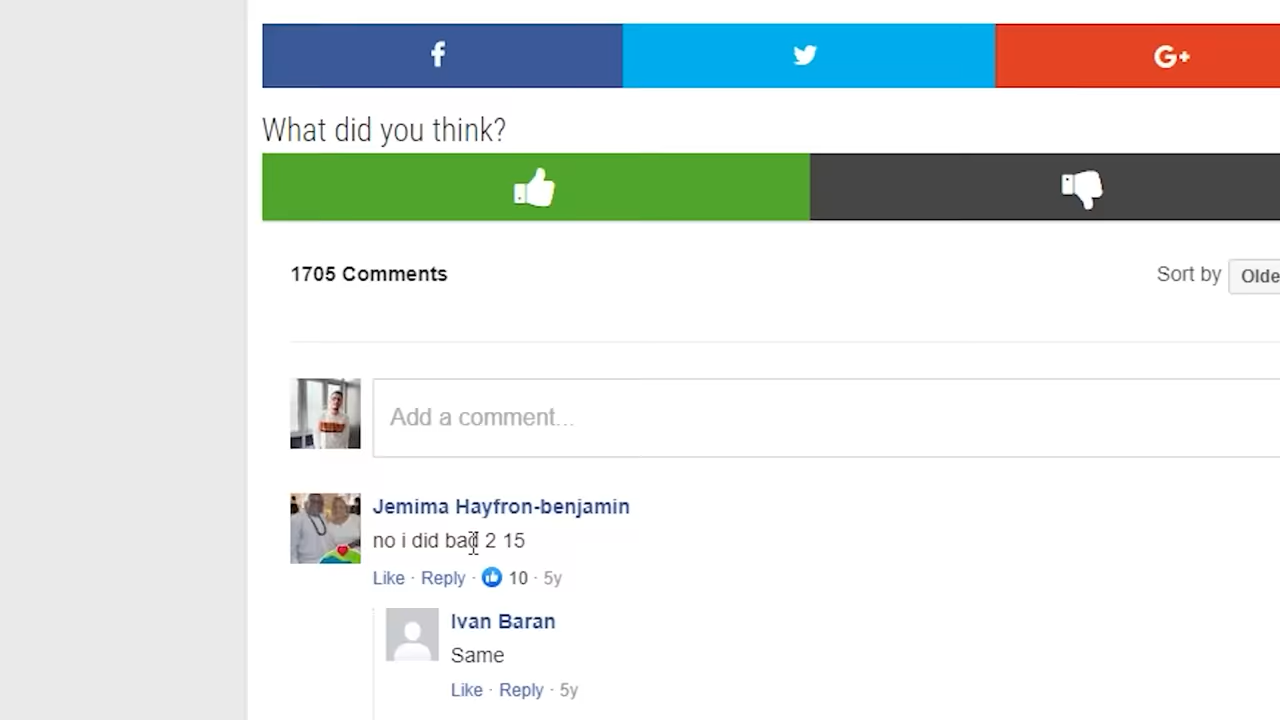 f
G+
What did you think?
1705 Comments
Sort by Olde
Add a comment...
Jemima Hayfron-benjamin
no i did bad 2 15
Like · Reply · 10 · 5y
Ivan Baran
Same
Like · Reply · 5y